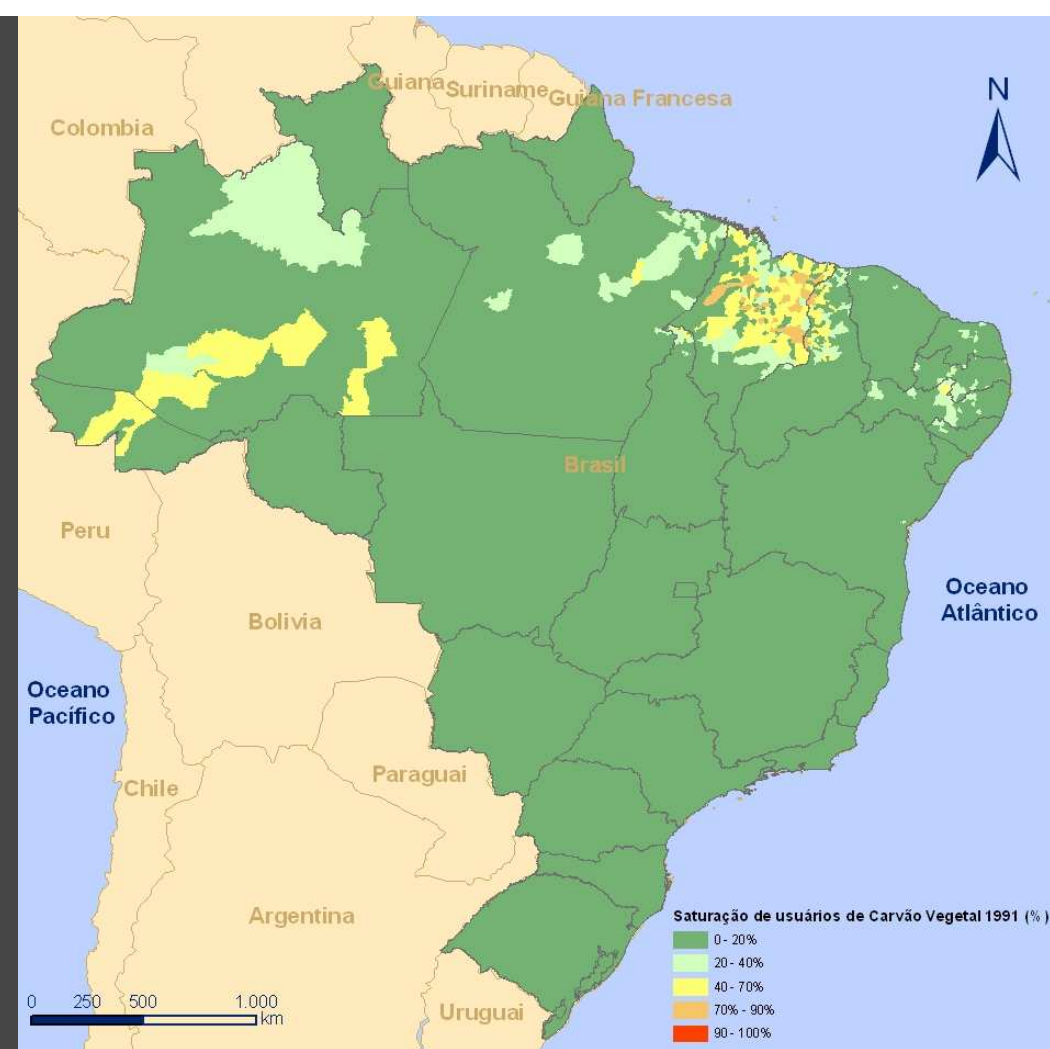 Guiana
Suriname
Guiana Francesa
Colombia
N
Brasil
Peru
Bolivia
Oceano
Atlântico
Oceano
Pacífico
Paraguai
Chile
Argentina
Uruguai
Saturação de usuários de Carvão Vegetal 1991 (%)
0 - 20%
20 - 40%
40 - 70%
70% - 90%
90 - 100%
0 250 500 1.000
km